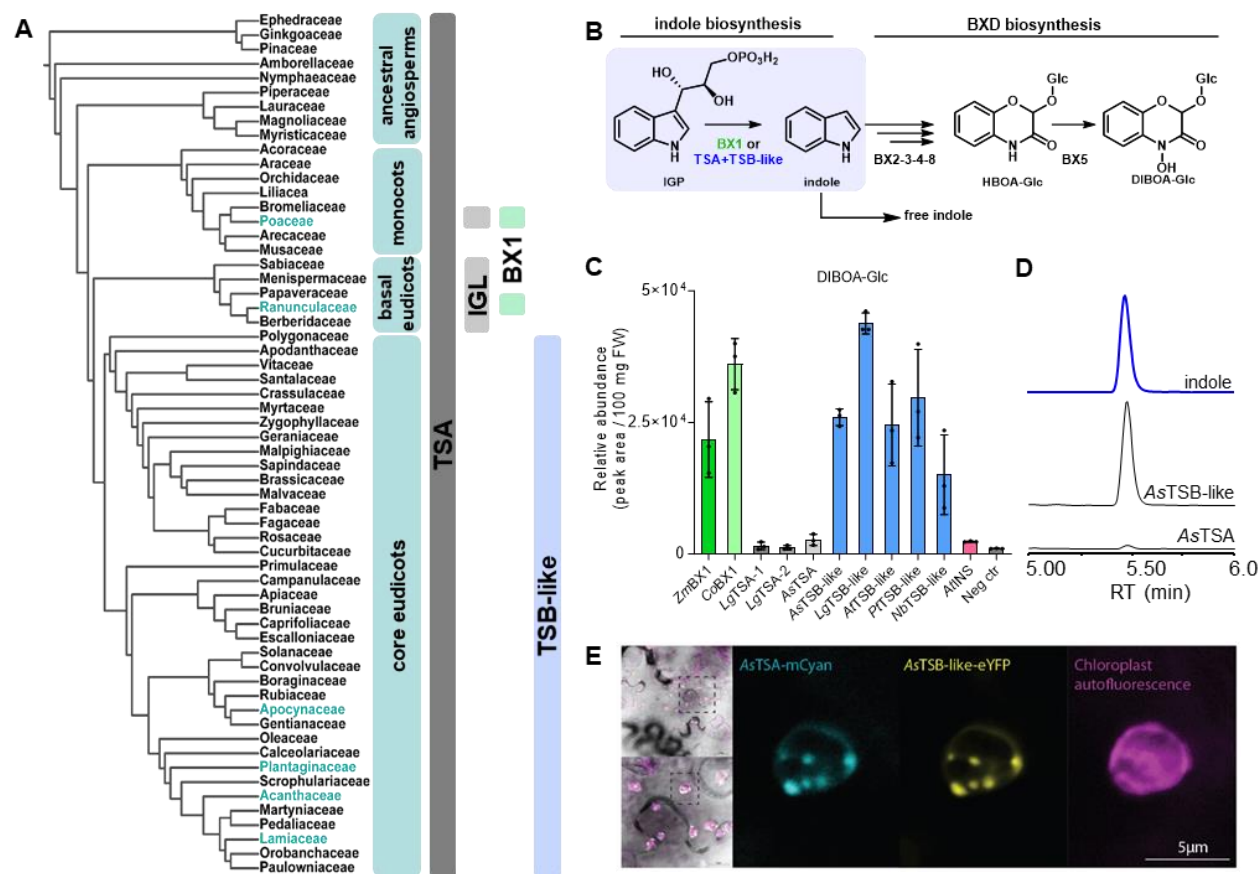 A
Ephedraceae
Ginkgoaceae
Pinaceae
Amborellaceae
Nymphaeaceae
Piperaceae
Lauraceae
Magnoliaceae
Myristicaceae
Acoraceae
Araceae
Orchidaceae
Liliacea
Bromeliaceae
Poaceae
Arecaceae
Musaceae
Sabiaceae
Menispermaceae
Papaveraceae
Ranunculaceae
Berberidaceae
Polygonaceae
Apodanthaceae
Vitaceae
Santalaceae
Crassulaceae
Myrtaceae
Zygophyllaceae
Geraniaceae
Malpighiaceae
Sapindaceae
Brassicaceae
Malvaceae
Fabaceae
Fagaceae
Rosaceae
Cucurbitaceae
Primulaceae
Campanulaceae
Apiaceae
Bruniaceae
Caprifoliaceae
Escalloniaceae
Solanaceae
Convolvulaceae
Boraginaceae
Rubiaceae
Apocynaceae
Gentianaceae
Oleaceae
Calceolariaceae
Plantaginaceae
Scrophulariaceae
Acanthaceae
Martyniaceae
Pedaliaceae
Lamiaceae
Orobanchaceae
Paulowniaceae
ancestral
angiosperms
monocots
basal
eudicots
core eudicots
TSA
IGL
BX1
TSB-like
B
indole biosynthesis
BXD biosynthesis
OPO₃H₂
HO
OH
N
H
BX1 or
TSA+TSB-like
IGP
N
H
indole
free indole
BX2-3-4-8
Glc
O
O
O
N
H
HBOA-Glc
BX5
Glc
O
O
O
N
OH
DIBOA-Glc
C
DIBOA-Glc
Relative abundance
(peak area / 100 mg FW)
5×10⁴
2.5×10⁴
0
ZmBX1
CoBX1
LgTSA-1
LgTSA-2
AsTSA
AsTSB-like
LgTSB-like
AtTSB-like
PtTSB-like
NbTSB-like
AtINS
Neg ctr
D
indole
AsTSB-like
AsTSA
5.00
5.50
6.0
RT (min)
E
AsTSA-mCyan
AsTSB-like-eYFP
Chloroplast
autofluorescence
5µm